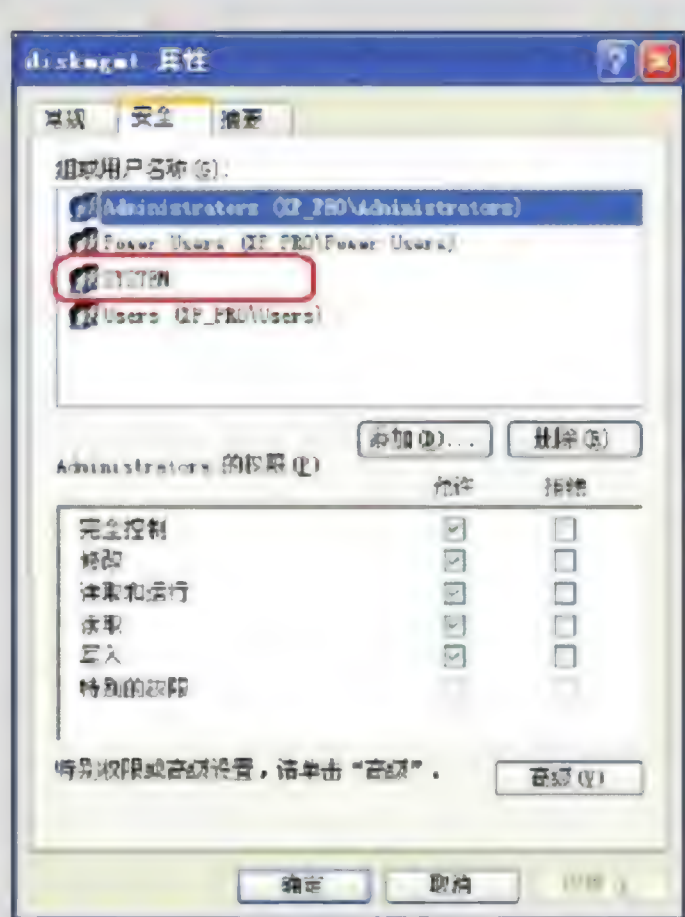 diskmgmt 属性
常规 安全 摘要
组或用户名称(G):
Administrators (XP_PRO\Administrators)
Power Users (XP_PRO\Power Users)
SYSTEM
Users (XP_PRO\Users)
添加(D)... 删除(R)
Administrators 的权限(P)
允许 拒绝
完全控制
修改
读取和运行
读取
写入
特别的权限
特别权限或高级设置，请单击“高级”.
高级(V)
确定 取消